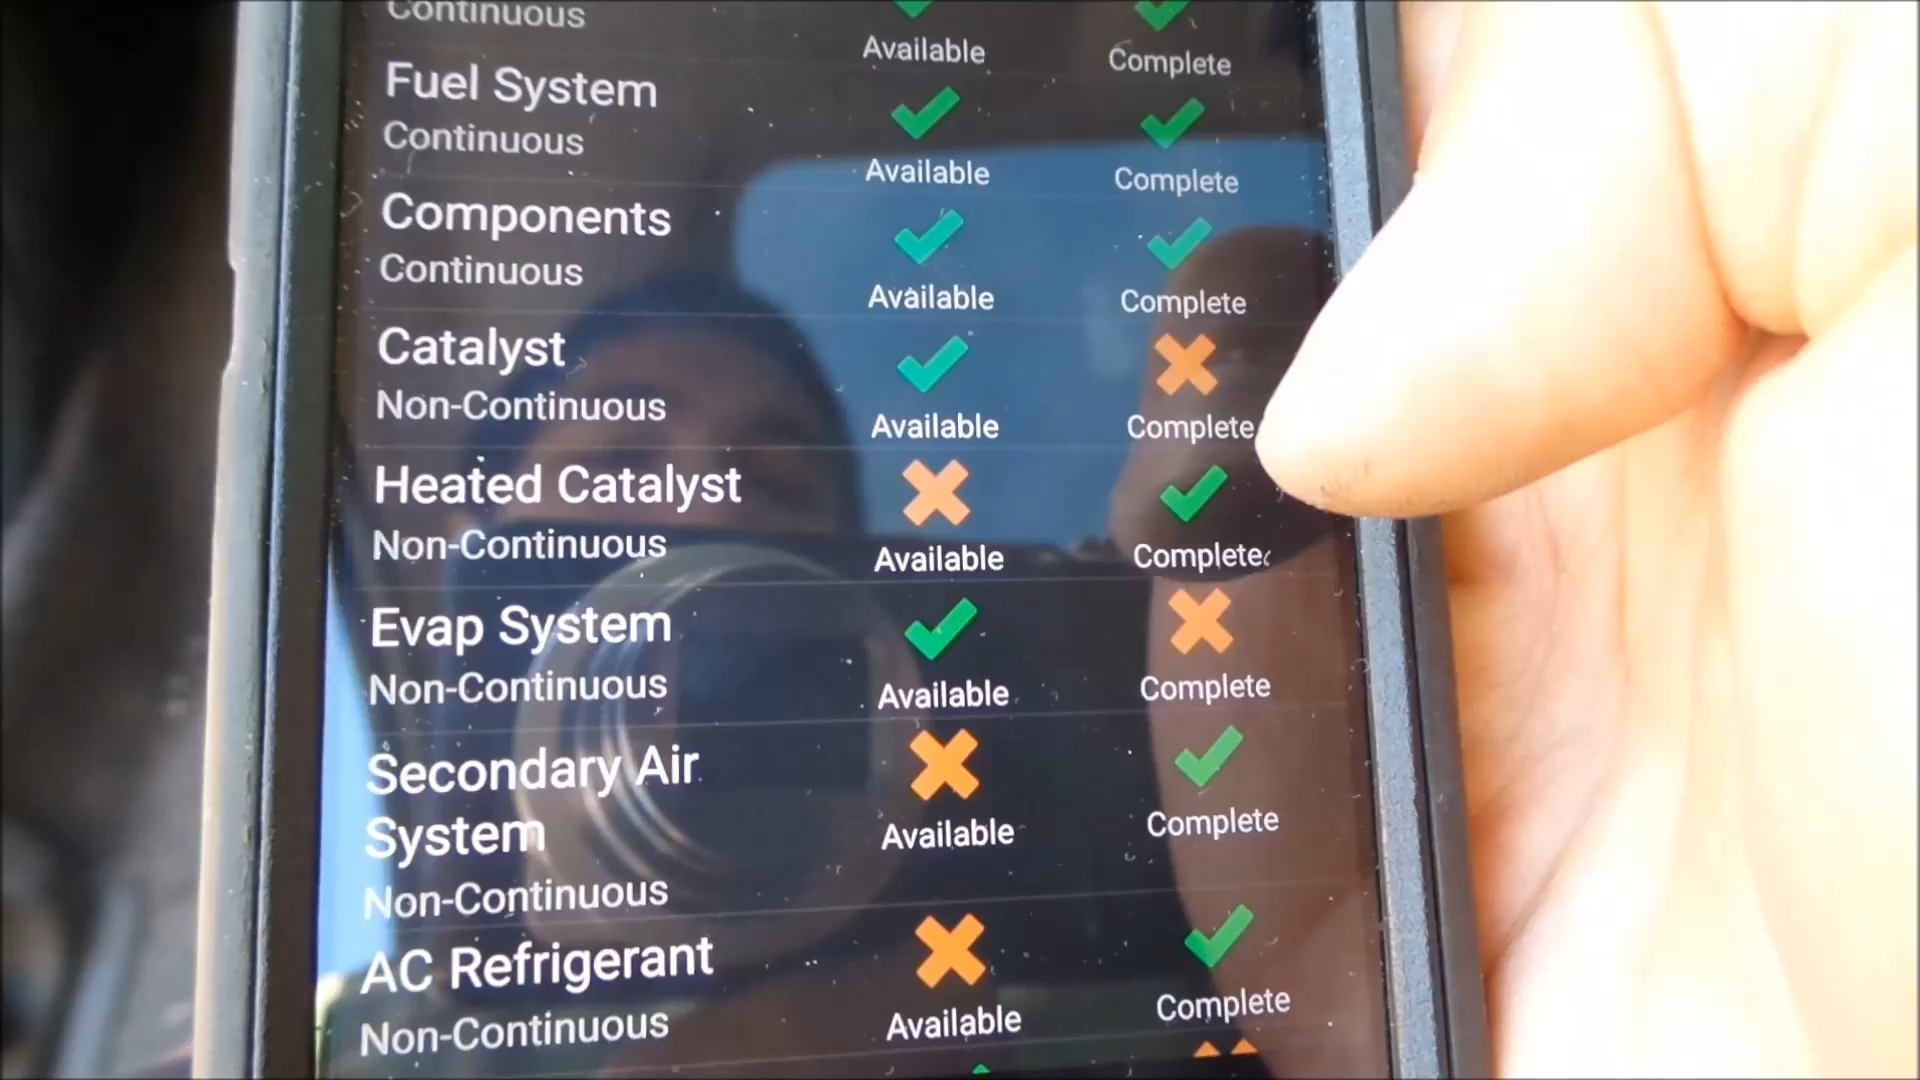 Continuous
Available Complete
Fuel System
Continuous
Available Complete
Components
Continuous
Available Complete
Catalyst
Non-Continuous
Available Complete
Heated Catalyst
Non-Continuous
Available Complete
Evap System
Non-Continuous
Available Complete
Secondary Air
System
Available Complete
Non-Continuous
AC Refrigerant
Non-Continuous
Available Complete